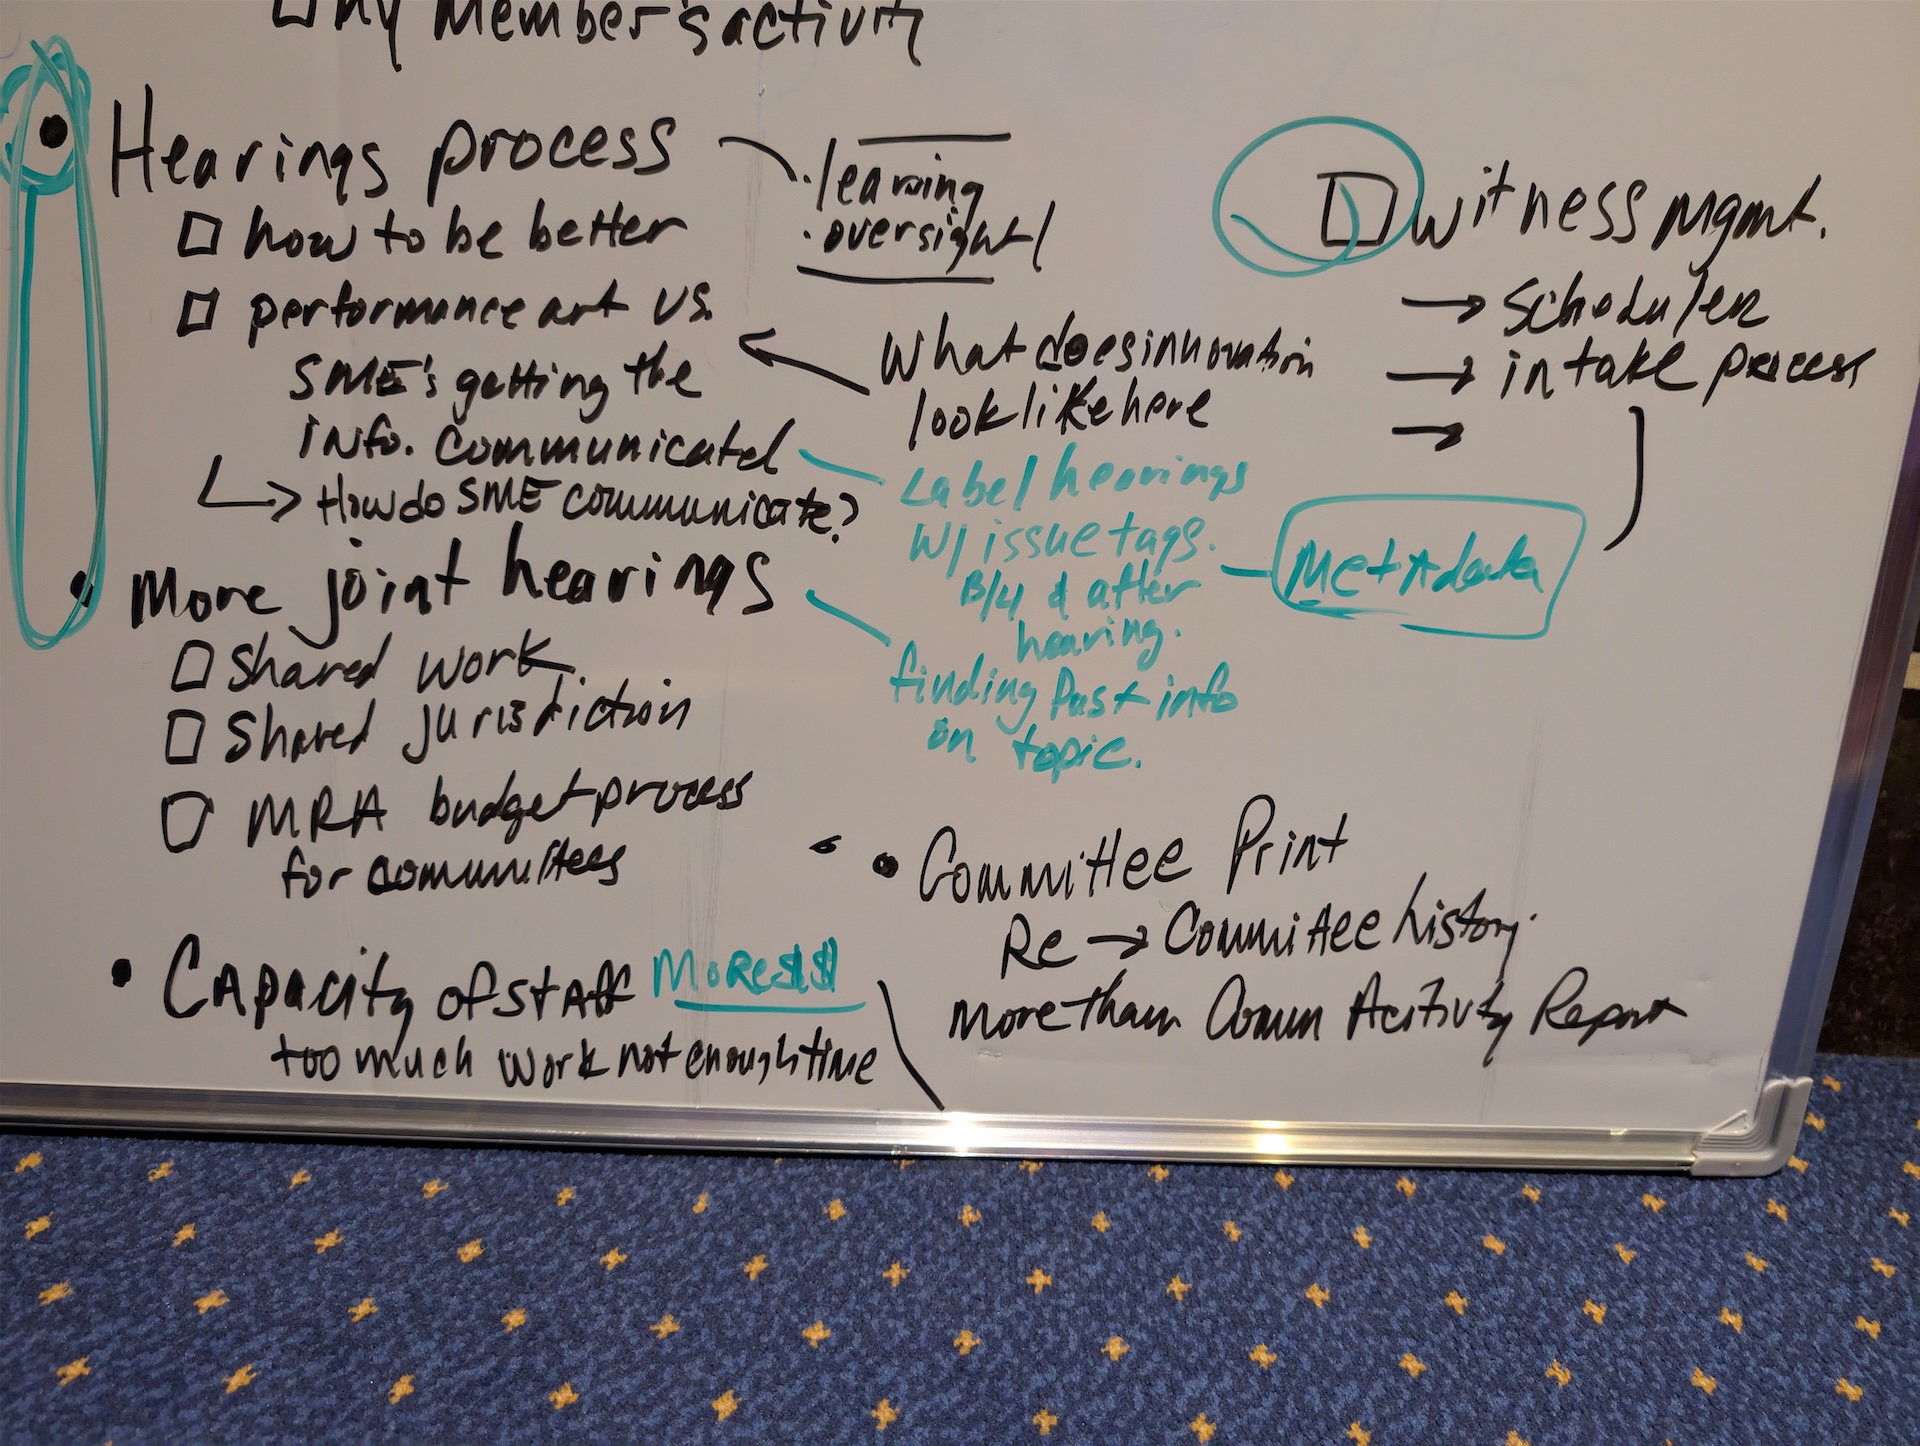 Member's activity
• Hearings process
□ how to be better
□ performance art vs.
SME's getting the
info. communicated
→ How do SME communicate?
• learning
• oversight
What does innovation
look like here
Label hearings
w/ issue tags.
B/4 & after
hearing.
finding past info
on topic.
Metadata
□ witness mgmt.
→ Scheduler
→ intake process
→
• More joint hearings
□ Shared work
□ Shared jurisdiction
□ MRA budget process
for committees
• Capacity of staff More $$$
too much work not enough time
• Committee Print
Re → Committee history.
More than Comm Activity Report